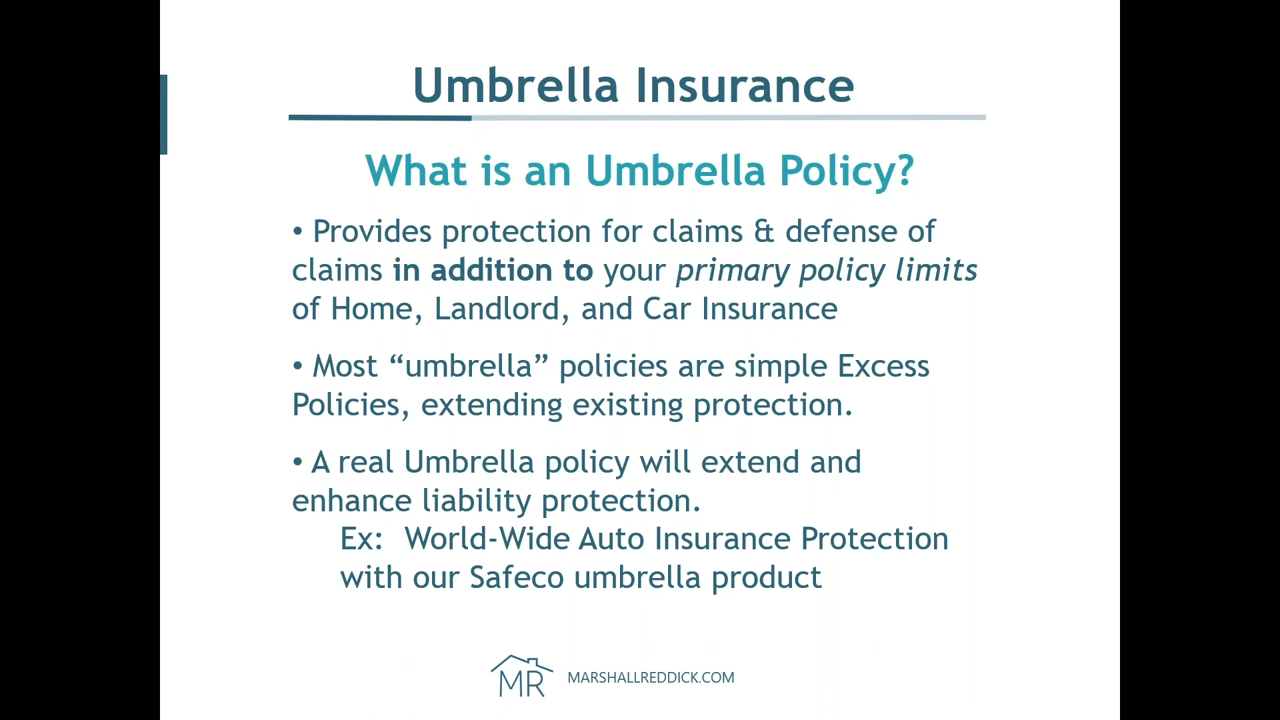 Umbrella Insurance
What is an Umbrella Policy?
• Provides protection for claims & defense of
claims in addition to your primary policy limits
of Home, Landlord, and Car Insurance
• Most “umbrella” policies are simple Excess
Policies, extending existing protection.
• A real Umbrella policy will extend and
enhance liability protection.
Ex: World-Wide Auto Insurance Protection
with our Safeco umbrella product
MR MARSHALLREDDICK.COM